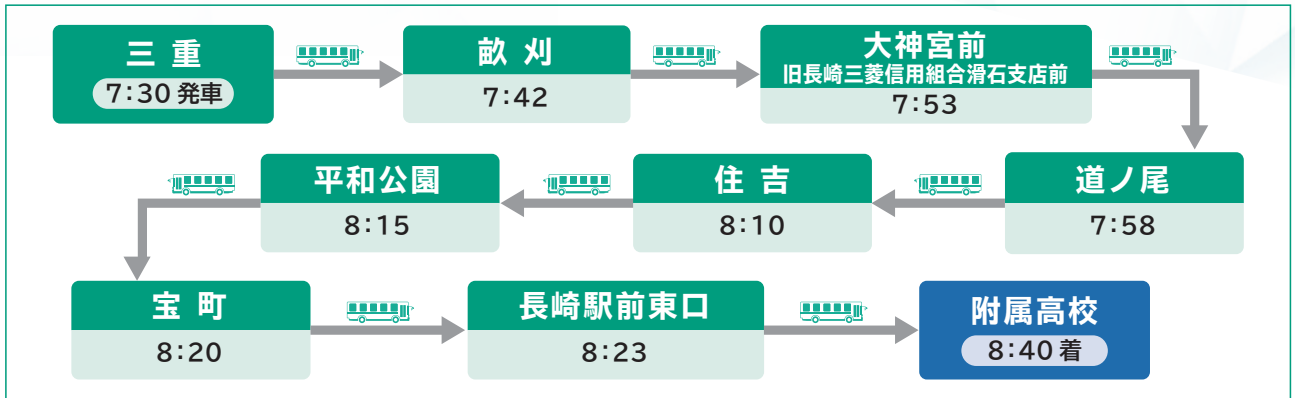 三重
7:30 発車
畝刈
7:42
大神宮前
旧長崎三菱信用組合滑石支店前
7:53
道ノ尾
7:58
住吉
8:10
平和公園
8:15
宝町
8:20
長崎駅前東口
8:23
附属高校
8:40 着